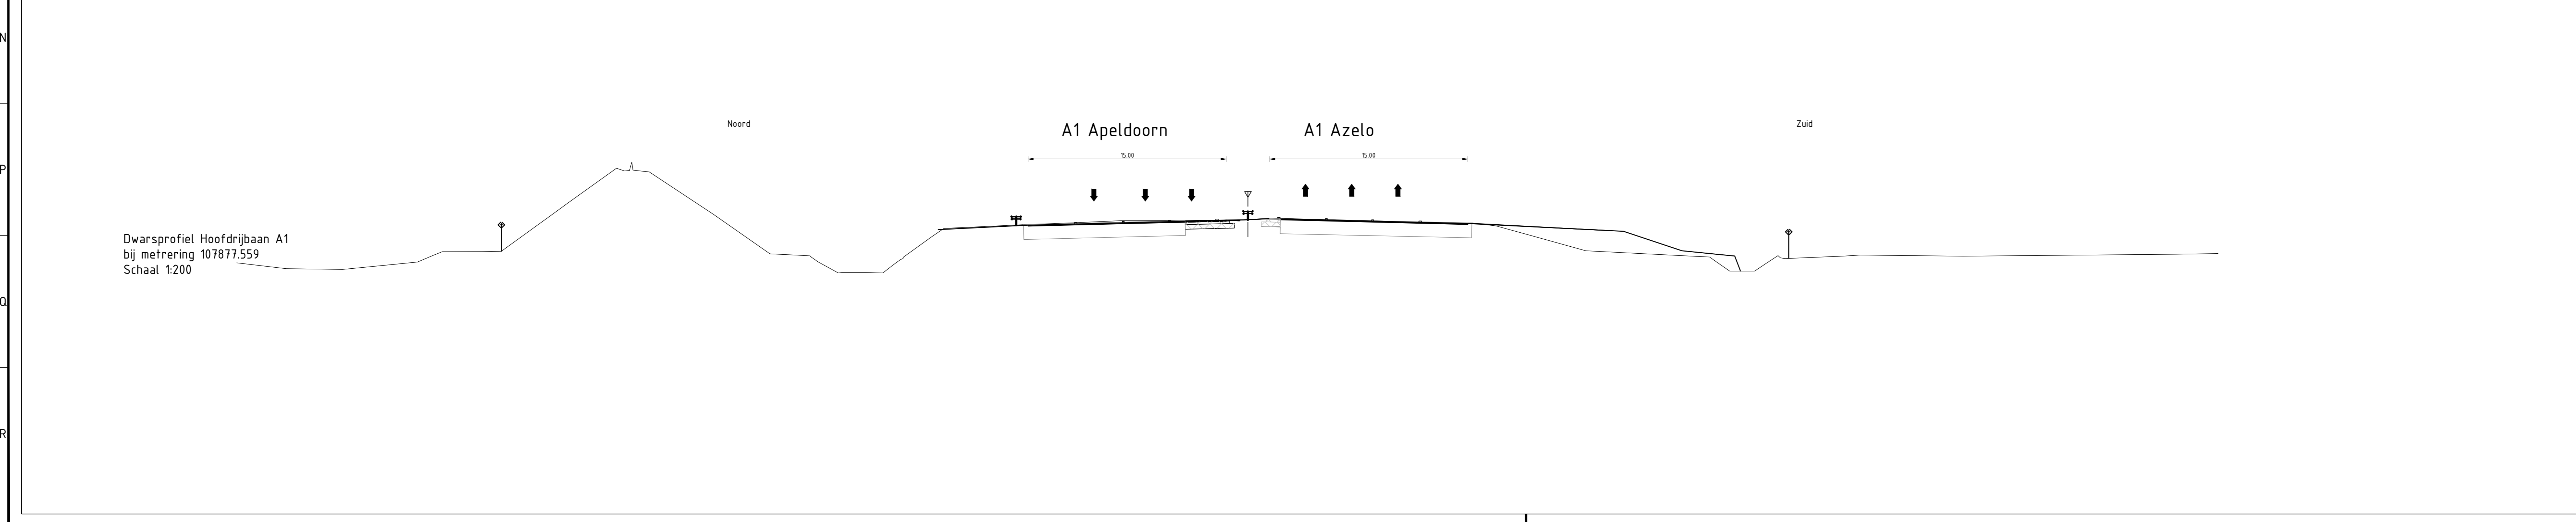 N
Noord
Zuid
A1 Apeldoorn
A1 Azelo
15.00
15.00
P
Dwarsprofiel Hoofdrijbaan A1
bij metrering 107877.559
Schaal 1:200
Q
R